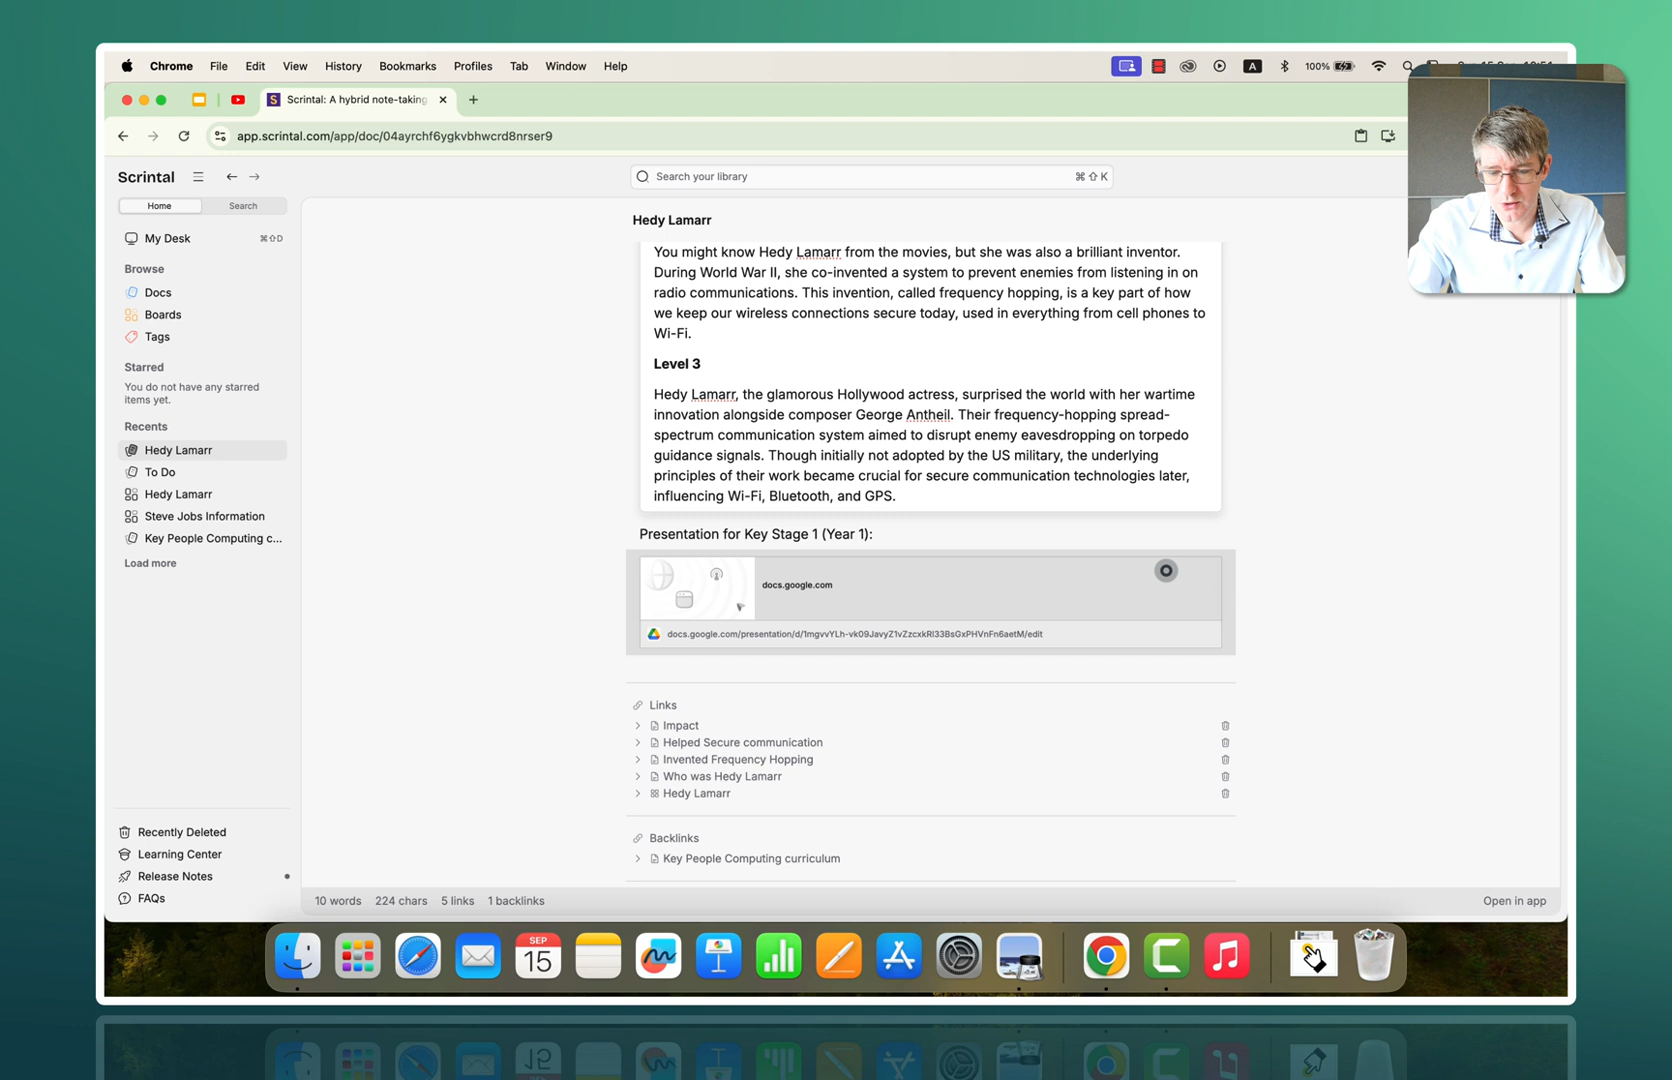 Chrome File Edit View History Bookmarks Profiles Tab Window Help A 100%
S Scrintal: A hybrid note-taking
app.scrintal.com/app/doc/04ayrchf6ygkvbhwcrd8nrser9
Scrintal
Search your library ⌘⇧K
Home Search
My Desk ⌘⇧D
Browse
Docs
Boards
Tags
Starred
You do not have any starred
items yet.
Recents
Hedy Lamarr
To Do
Hedy Lamarr
Steve Jobs Information
Key People Computing c...
Load more
Recently Deleted
Learning Center
Release Notes
FAQs
Hedy Lamarr
You might know Hedy Lamarr from the movies, but she was also a brilliant inventor.
During World War II, she co-invented a system to prevent enemies from listening in on
radio communications. This invention, called frequency hopping, is a key part of how
we keep our wireless connections secure today, used in everything from cell phones to
Wi-Fi.
Level 3
Hedy Lamarr, the glamorous Hollywood actress, surprised the world with her wartime
innovation alongside composer George Antheil. Their frequency-hopping spread-
spectrum communication system aimed to disrupt enemy eavesdropping on torpedo
guidance signals. Though initially not adopted by the US military, the underlying
principles of their work became crucial for secure communication technologies later,
influencing Wi-Fi, Bluetooth, and GPS.
Presentation for Key Stage 1 (Year 1):
docs.google.com
docs.google.com/presentation/d/1mgvvYLh-vk09JavyZ1vZzcxkRl33BsGxPHVnFn6aetM/edit
Links
Impact
Helped Secure communication
Invented Frequency Hopping
Who was Hedy Lamarr
Hedy Lamarr
Backlinks
Key People Computing curriculum
10 words 224 chars 5 links 1 backlinks Open in app
SEP
15